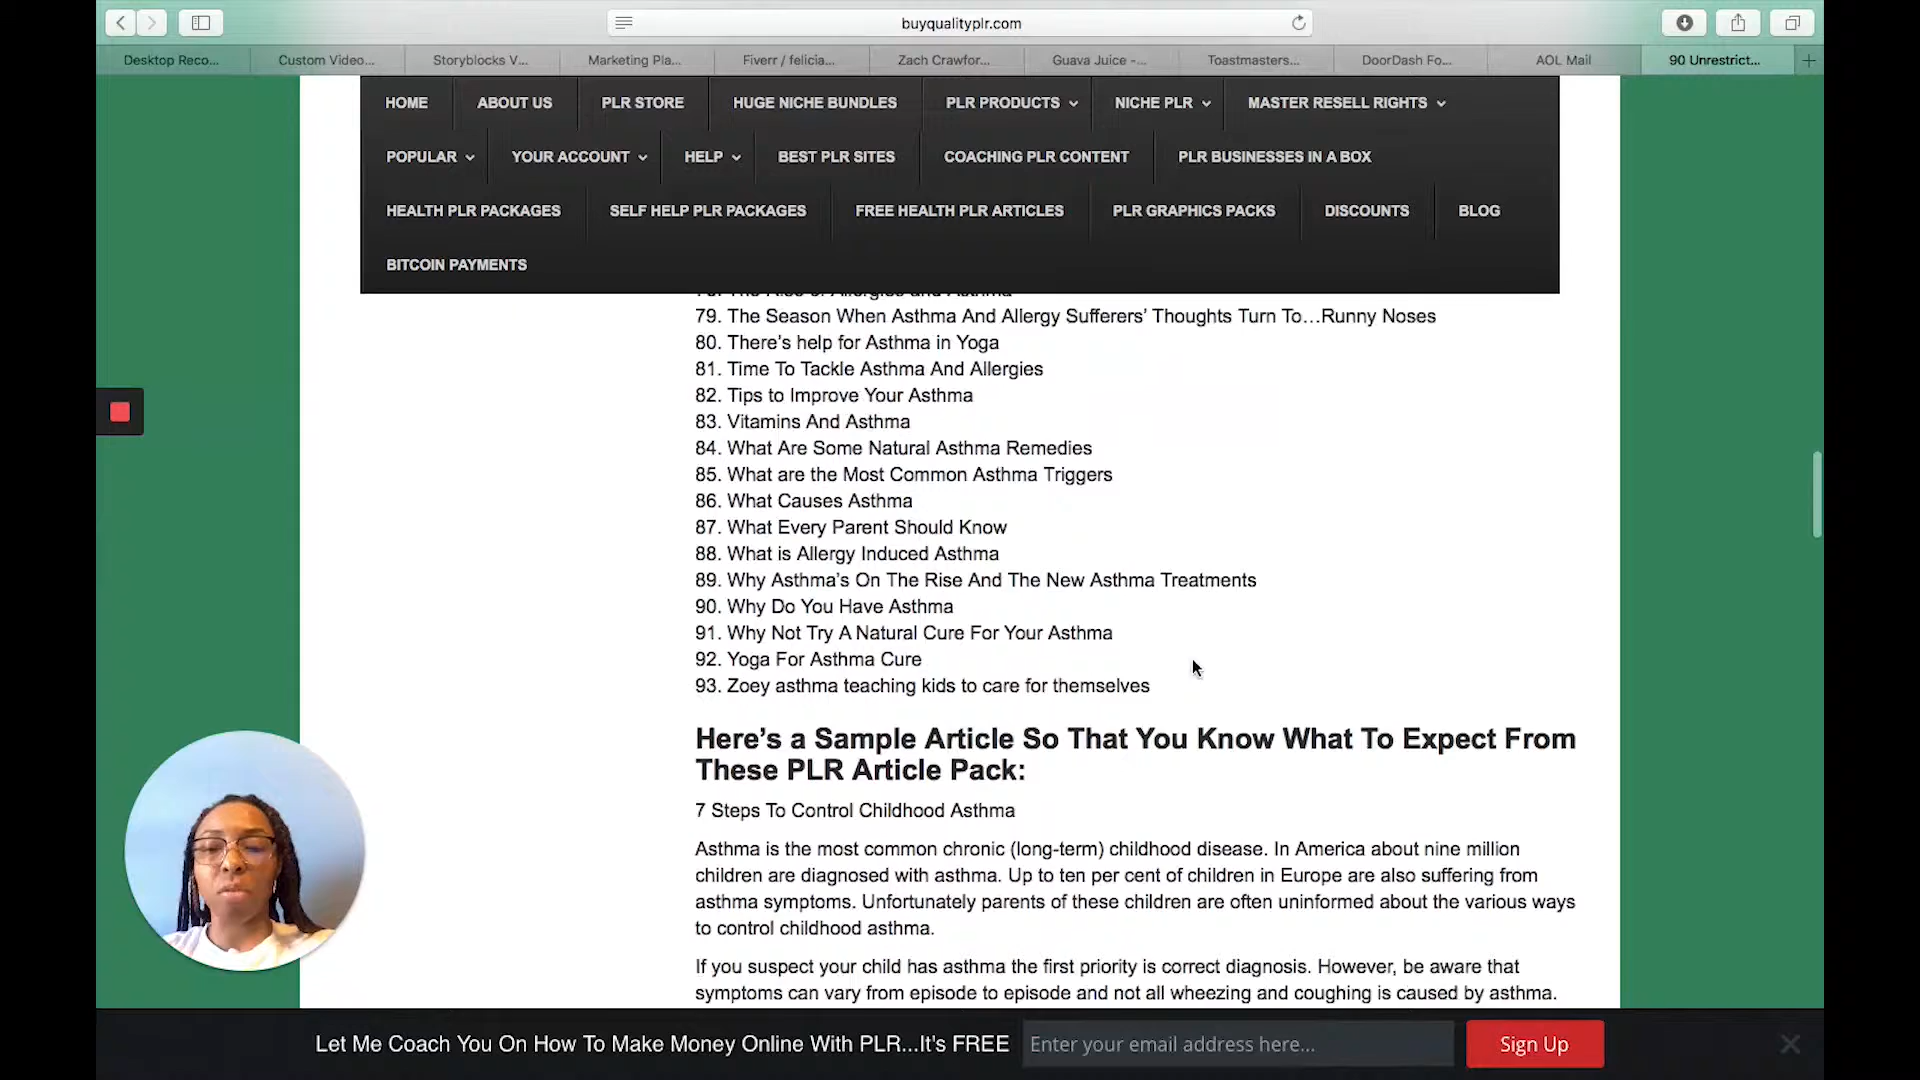 buyqualityplr.com
Desktop Reco...
Custom Video...
Storyblocks V...
Marketing Pla...
Fiverr / felicia...
Zach Crawfor...
Guava Juice -...
Toastmasters...
DoorDash Fo...
AOL Mail
90 Unrestrict...
HOME ABOUT US PLR STORE HUGE NICHE BUNDLES PLR PRODUCTS NICHE PLR MASTER RESELL RIGHTS
POPULAR YOUR ACCOUNT HELP BEST PLR SITES COACHING PLR CONTENT PLR BUSINESSES IN A BOX
HEALTH PLR PACKAGES SELF HELP PLR PACKAGES FREE HEALTH PLR ARTICLES PLR GRAPHICS PACKS DISCOUNTS BLOG
BITCOIN PAYMENTS
79. The Season When Asthma And Allergy Sufferers’ Thoughts Turn To…Runny Noses
80. There’s help for Asthma in Yoga
81. Time To Tackle Asthma And Allergies
82. Tips to Improve Your Asthma
83. Vitamins And Asthma
84. What Are Some Natural Asthma Remedies
85. What are the Most Common Asthma Triggers
86. What Causes Asthma
87. What Every Parent Should Know
88. What is Allergy Induced Asthma
89. Why Asthma’s On The Rise And The New Asthma Treatments
90. Why Do You Have Asthma
91. Why Not Try A Natural Cure For Your Asthma
92. Yoga For Asthma Cure
93. Zoey asthma teaching kids to care for themselves
Here’s a Sample Article So That You Know What To Expect From
These PLR Article Pack:
7 Steps To Control Childhood Asthma
Asthma is the most common chronic (long-term) childhood disease. In America about nine million
children are diagnosed with asthma. Up to ten per cent of children in Europe are also suffering from
asthma symptoms. Unfortunately parents of these children are often uninformed about the various ways
to control childhood asthma.
If you suspect your child has asthma the first priority is correct diagnosis. However, be aware that
symptoms can vary from episode to episode and not all wheezing and coughing is caused by asthma.
Let Me Coach You On How To Make Money Online With PLR...It's FREE
Enter your email address here...
Sign Up